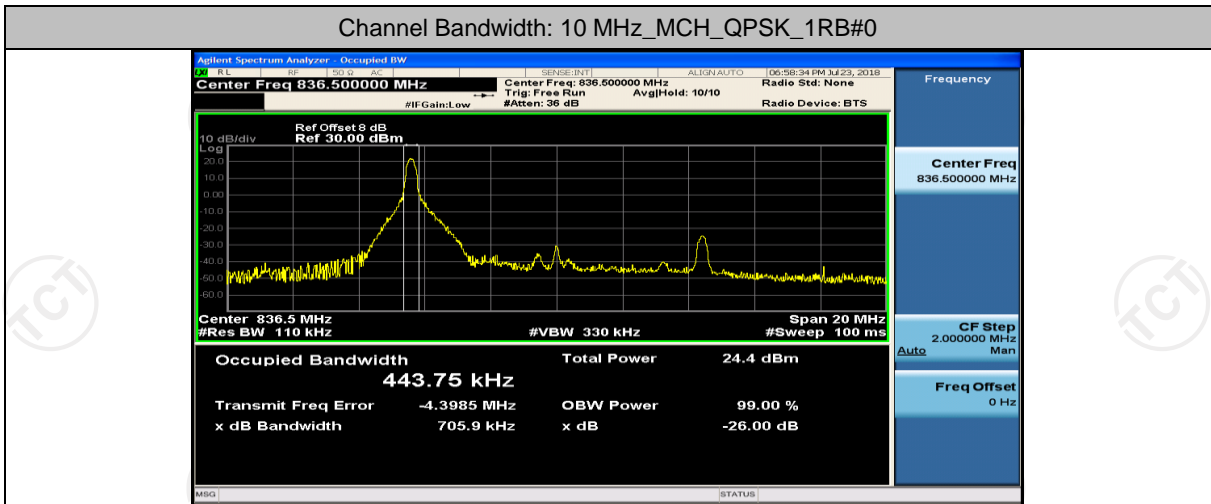 Channel Bandwidth: 10 MHz_MCH_QPSK_1RB#0
Agilent Spectrum Analyzer - Occupied BW
LXI RL RF 50 Ω AC SENSE:INT ALIGN AUTO 06:58:34 PM Jul 23, 2018
Center Freq 836.500000 MHz
Center Freq: 836.500000 MHz
Radio Std: None
Trig: Free Run Avg|Hold: 10/10
#IFGain:Low
#Atten: 36 dB
Radio Device: BTS
Frequency
Ref Offset 8 dB
10 dB/div Ref 30.00 dBm
Log
20.0
10.0
0.00
-10.0
-20.0
-30.0
-40.0
-50.0
-60.0
Center Freq
836.500000 MHz
Center 836.5 MHz Span 20 MHz
#Res BW 110 kHz #VBW 330 kHz #Sweep 100 ms
CF Step
2.000000 MHz
Auto Man
Freq Offset
0 Hz
Occupied Bandwidth Total Power 24.4 dBm
443.75 kHz
Transmit Freq Error -4.3985 MHz OBW Power 99.00 %
x dB Bandwidth 705.9 kHz x dB -26.00 dB
MSG STATUS
TCT
TCT